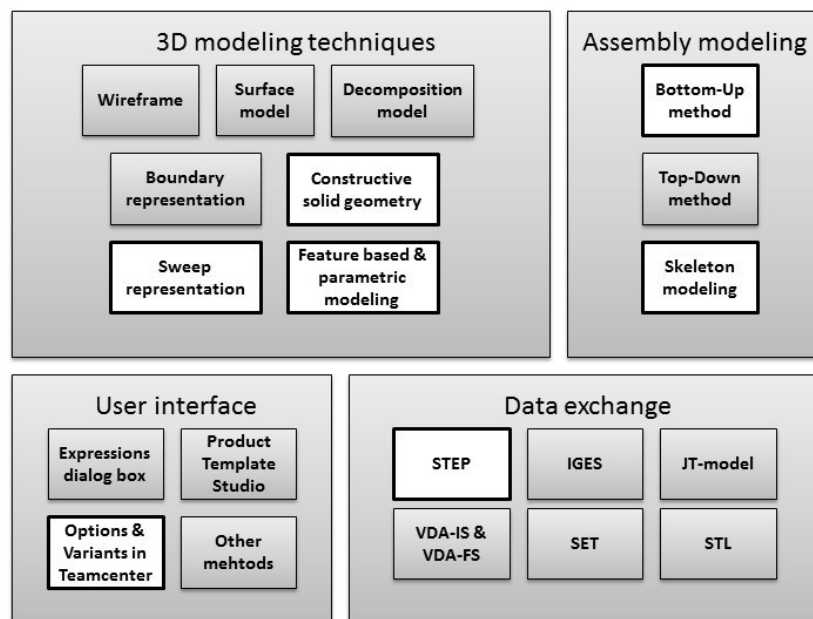 3D modeling techniques
Wireframe
Surface
model
Decomposition
model
Boundary
representation
Constructive
solid geometry
Sweep
representation
Feature based &
parametric
modeling
Assembly modeling
Bottom-Up
method
Top-Down
method
Skeleton
modeling
User interface
Expressions
dialog box
Product
Template
Studio
Options &
Variants in
Teamcenter
Other
mehtods
Data exchange
STEP
IGES
JT-model
VDA-IS &
VDA-FS
SET
STL